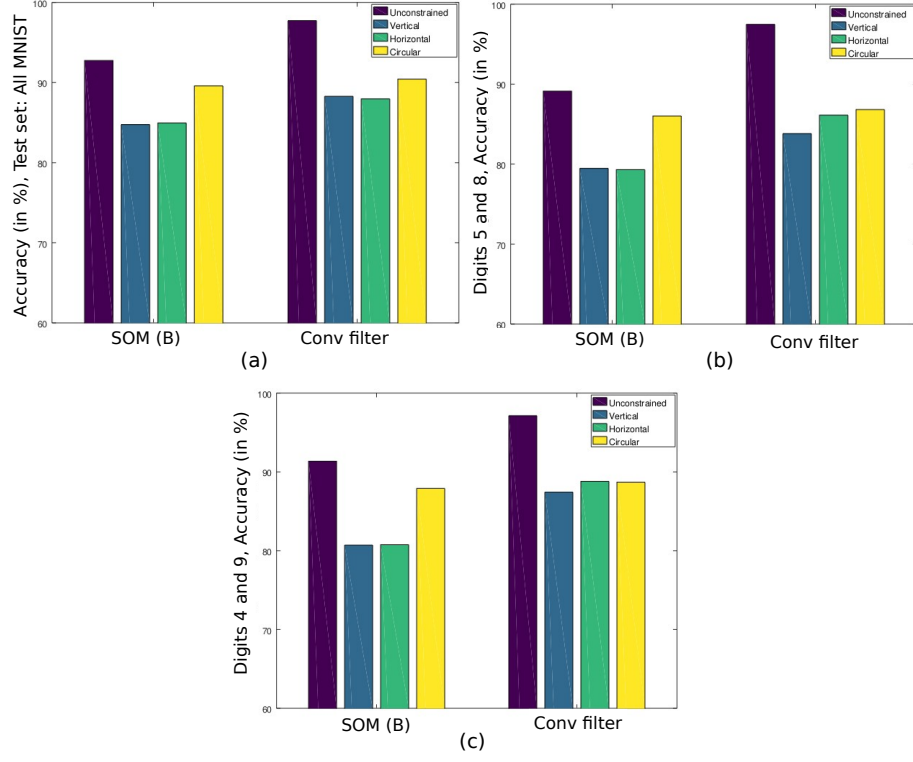 Accuracy (in %), Test set: All MNIST
100
90
80
70
60
Unconstrained
Vertical
Horizontal
Circular
SOM (B)
Conv filter
(a)
Digits 5 and 8, Accuracy (in %)
100
90
80
70
60
Unconstrained
Vertical
Horizontal
Circular
SOM (B)
Conv filter
(b)
Digits 4 and 9, Accuracy (in %)
100
90
80
70
60
Unconstrained
Vertical
Horizontal
Circular
SOM (B)
Conv filter
(c)